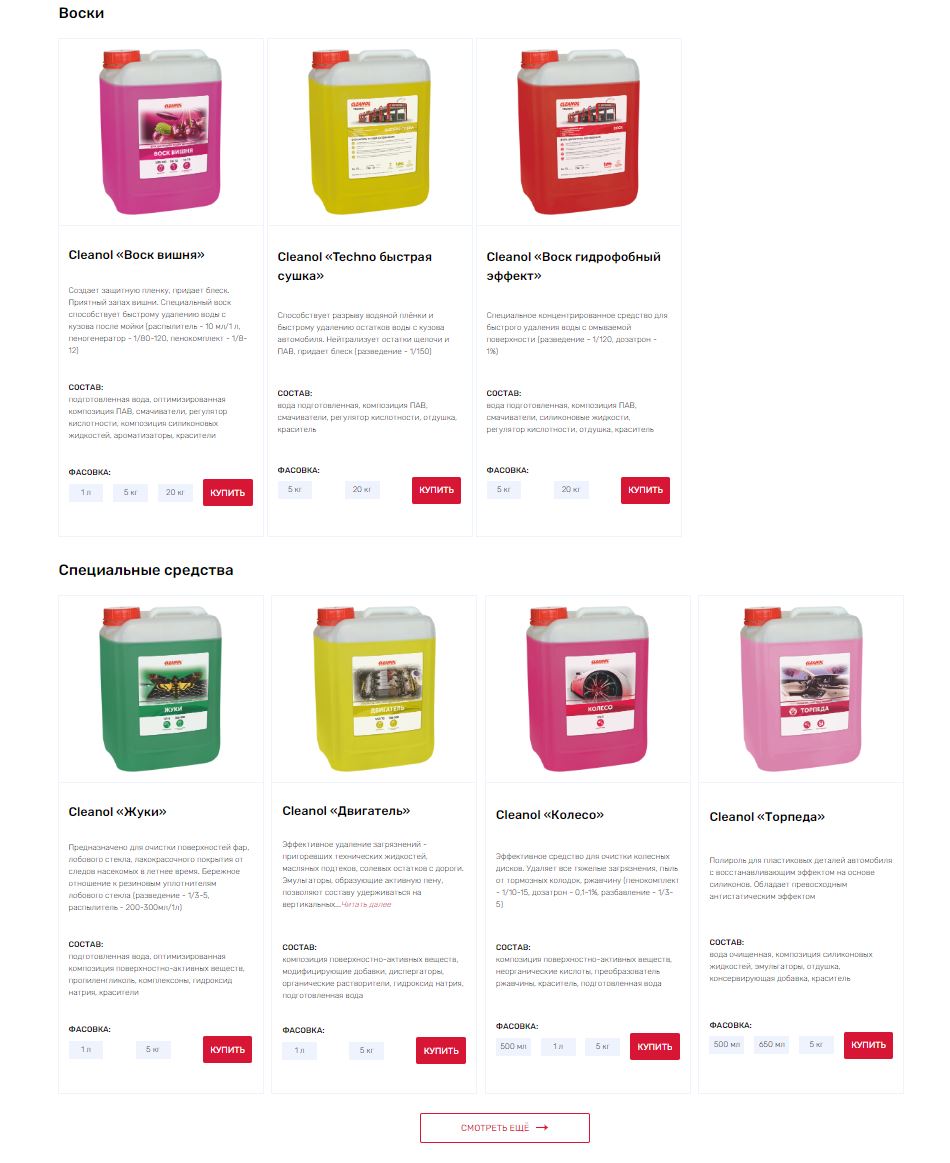 Воски
CLEANOL
ВОСК ВИШНЯ
CLEANOL
CLEANOL
ВОСК
Cleanol «Воск вишня»
Создает защитную пленку, придает блеск.
Приятный запах вишни. Специальный воск
способствует быстрому удалению воды с
кузова после мойки (распылитель - 10 мл/1 л,
пеногенератор - 1/80-120, пенокомплект - 1/8-
12)
СОСТАВ:
подготовленная вода, оптимизированная
композиция ПАВ, смачиватели, регулятор
кислотности, композиция силиконовых
жидкостей, ароматизаторы, красители
ФАСОВКА:
1 л 5 кг 20 кг КУПИТЬ
Cleanol «Techno быстрая
сушка»
Способствует разрыву водяной плёнки и
быстрому удалению остатков воды с кузова
автомобиля. Нейтрализует остатки щелочи и
ПАВ, придает блеск (разведение - 1/150)
СОСТАВ:
вода подготовленная, композиция ПАВ,
смачиватели, регулятор кислотности, отдушка,
краситель
ФАСОВКА:
5 кг 20 кг КУПИТЬ
Cleanol «Воск гидрофобный
эффект»
Специальное концентрированное средство для
быстрого удаления воды с омываемой
поверхности (разведение - 1/120, дозатрон -
1%)
СОСТАВ:
вода подготовленная, композиция ПАВ,
смачиватели, силиконовые жидкости,
регулятор кислотности, отдушка, краситель
ФАСОВКА:
5 кг 20 кг КУПИТЬ
Специальные средства
CLEANOL
ЖУКИ
CLEANOL
ДВИГАТЕЛЬ
CLEANOL
КОЛЕСО
CLEANOL
ТОРПЕДА
Cleanol «Жуки»
Предназначено для очистки поверхностей фар,
лобового стекла, лакокрасочного покрытия от
следов насекомых в летнее время. Бережное
отношение к резиновым уплотнителям
лобового стекла (разведение - 1/3-5,
распылитель - 200-300мл/1л)
СОСТАВ:
подготовленная вода, оптимизированная
композиция поверхностно-активных веществ,
пропиленгликоль, комплексоны, гидроксид
натрия, красители
ФАСОВКА:
1 л 5 кг КУПИТЬ
Cleanol «Двигатель»
Эффективное удаление загрязнений -
пригоревших технических жидкостей,
масляных подтеков, солевых остатков с дороги.
Эмульгаторы, образующие активную пену,
позволяют составу удерживаться на
вертикальных...Читать далее
СОСТАВ:
композиция поверхностно-активных веществ,
модифицирующие добавки, диспергаторы,
органические растворители, гидроксид натрия,
подготовленная вода
ФАСОВКА:
1 л 5 кг КУПИТЬ
Cleanol «Колесо»
Эффективное средство для очистки колесных
дисков. Удаляет все тяжелые загрязнения, пыль
от тормозных колодок, ржавчину (пенокомплект
- 1/10-15, дозатрон - 0,1-1%, разбавление - 1/3-
5)
СОСТАВ:
композиция поверхностно-активных веществ,
неорганические кислоты, преобразователь
ржавчины, краситель, подготовленная вода
ФАСОВКА:
500 мл 1 л 5 кг КУПИТЬ
Cleanol «Торпеда»
Полироль для пластиковых деталей автомобиля
с восстанавливающим эффектом на основе
силиконов. Обладает превосходным
антистатическим эффектом
СОСТАВ:
вода очищенная, композиция силиконовых
жидкостей, эмульгаторы, отдушка,
консервирующая добавка, краситель
ФАСОВКА:
500 мл 650 мл 5 кг КУПИТЬ
СМОТРЕТЬ ЕЩЁ →